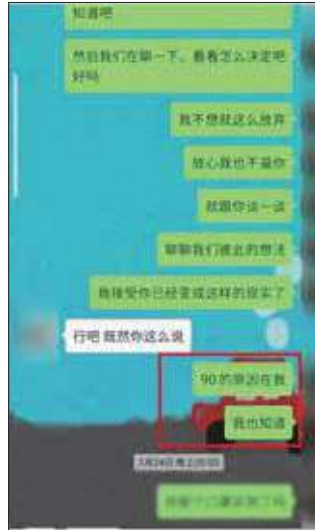 知道吧
然后我们在聊一下，看看怎么决定吧
好吗
我不想就这么放弃
放心我也不逼你
就跟你谈一谈
聊聊我们彼此的想法
我接受你已经变成这样的现实了
行吧 既然你这么说
90的原因在我
我也知道